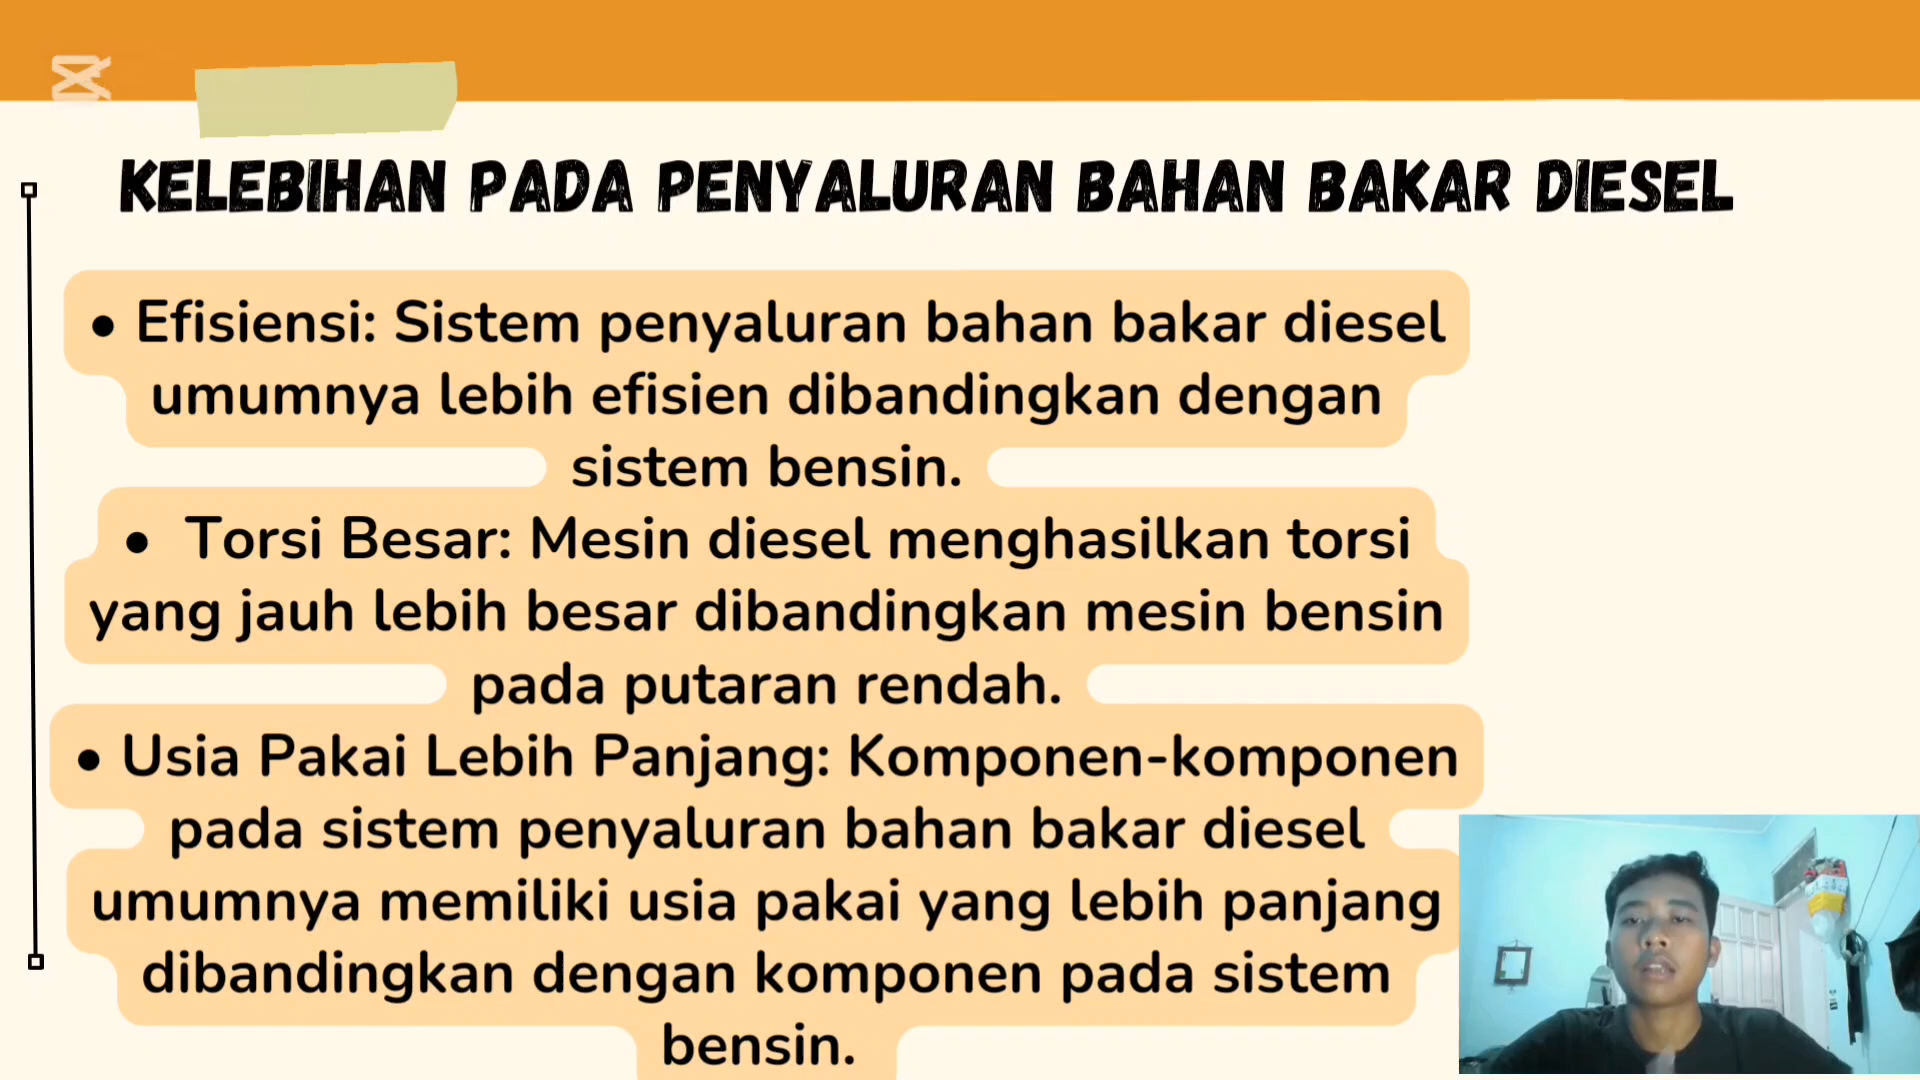 KELEBIHAN PADA PENYALURAN BAHAN BAKAR DIESEL
• Efisiensi: Sistem penyaluran bahan bakar diesel
umumnya lebih efisien dibandingkan dengan
sistem bensin.
• Torsi Besar: Mesin diesel menghasilkan torsi
yang jauh lebih besar dibandingkan mesin bensin
pada putaran rendah.
• Usia Pakai Lebih Panjang: Komponen-komponen
pada sistem penyaluran bahan bakar diesel
umumnya memiliki usia pakai yang lebih panjang
dibandingkan dengan komponen pada sistem
bensin.